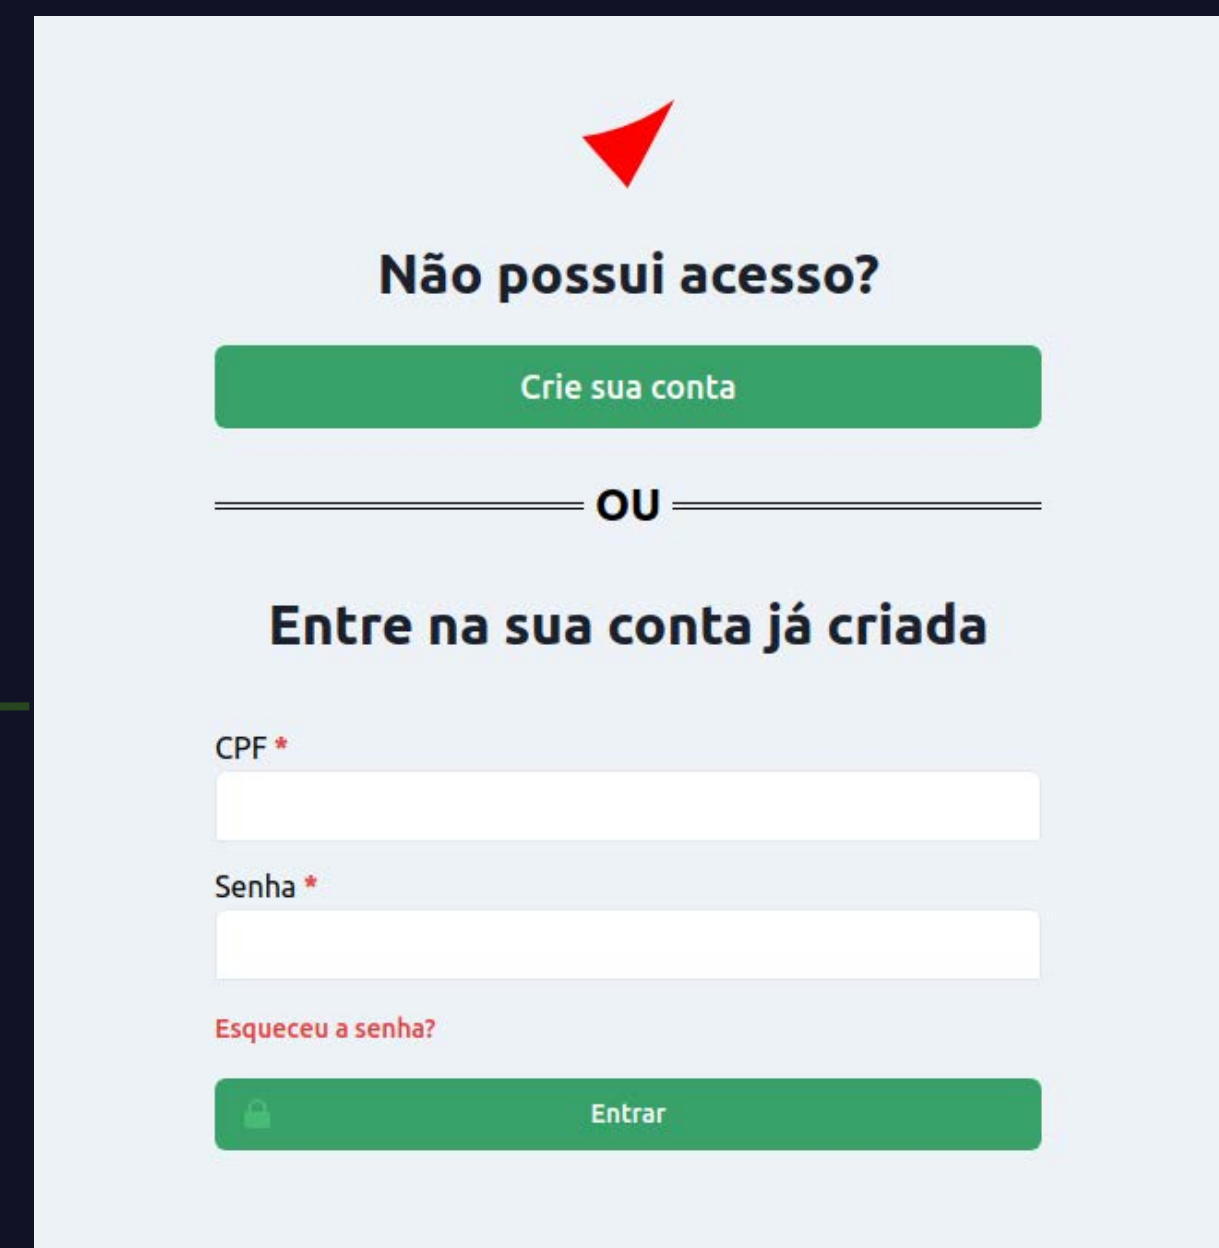 Não possui acesso?
Crie sua conta
OU
Entre na sua conta já criada
CPF *
Senha *
Esqueceu a senha?
Entrar